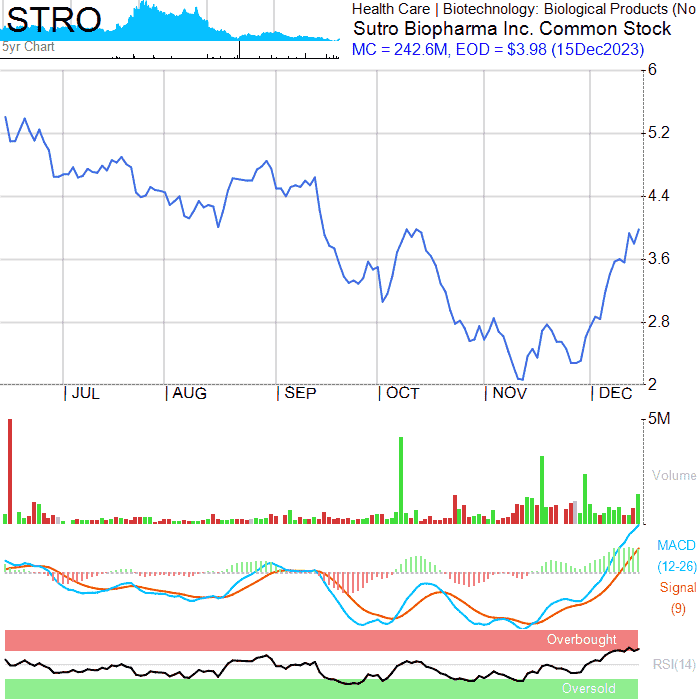 STRO
5yr Chart
Health Care | Biotechnology: Biological Products (No
Sutro Biopharma Inc. Common Stock
MC = 242.6M, EOD = $3.98 (15Dec2023)
6
5.2
4.4
3.6
2.8
2
| JUL | AUG | SEP | OCT | NOV | DEC
5M
Volume
MACD
(12-26)
Signal
(9)
Overbought
RSI(14)
Oversold